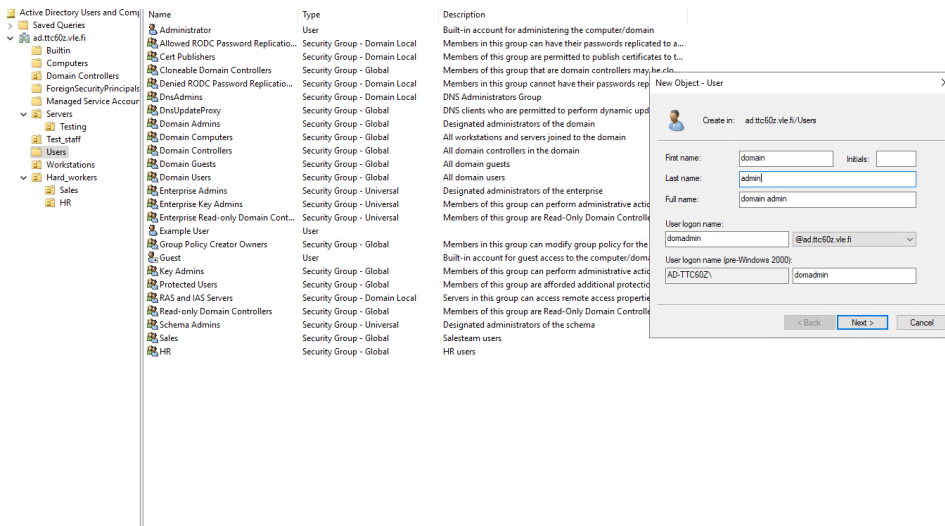 Active Directory Users and Comp
Saved Queries
ad.ttc60z.vle.fi
Builtin
Computers
Domain Controllers
ForeignSecurityPrincipals
Managed Service Accour
Servers
Testing
Test_staff
Users
Workstations
Hard_workers
Sales
HR
Name Type Description
Administrator User Built-in account for administering the computer/domain
Allowed RODC Password Replicatio... Security Group - Domain Local Members in this group can have their passwords replicated to a...
Cert Publishers Security Group - Domain Local Members of this group are permitted to publish certificates to t...
Cloneable Domain Controllers Security Group - Global Members of this group that are domain controllers may be clo...
Denied RODC Password Replicatio... Security Group - Domain Local Members in this group cannot have their passwords rep
DnsAdmins Security Group - Domain Local DNS Administrators Group
DnsUpdateProxy Security Group - Global DNS clients who are permitted to perform dynamic upd
Domain Admins Security Group - Global Designated administrators of the domain
Domain Computers Security Group - Global All workstations and servers joined to the domain
Domain Controllers Security Group - Global All domain controllers in the domain
Domain Guests Security Group - Global All domain guests
Domain Users Security Group - Global All domain users
Enterprise Admins Security Group - Universal Designated administrators of the enterprise
Enterprise Key Admins Security Group - Universal Members of this group can perform administrative actio
Enterprise Read-only Domain Cont... Security Group - Universal Members of this group are Read-Only Domain Controlle
Example User User
Group Policy Creator Owners Security Group - Global Members in this group can modify group policy for the
Guest User Built-in account for guest access to the computer/doma
Key Admins Security Group - Global Members of this group can perform administrative actio
Protected Users Security Group - Global Members of this group are afforded additional protectio
RAS and IAS Servers Security Group - Domain Local Servers in this group can access remote access propertie
Read-only Domain Controllers Security Group - Global Members of this group are Read-Only Domain Controlle
Schema Admins Security Group - Universal Designated administrators of the schema
Sales Security Group - Global Salesteam users
HR Security Group - Global HR users
New Object - User
Create in: ad.ttc60z.vle.fi/Users
First name: domain Initials:
Last name: admin
Full name: domain admin
User logon name:
domadmin @ad.ttc60z.vle.fi
User logon name (pre-Windows 2000):
AD-TTC60Z\ domadmin
< Back Next > Cancel